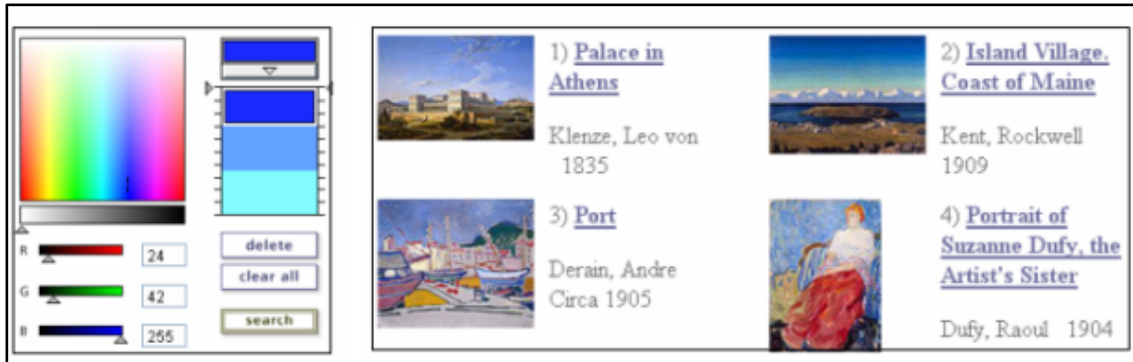 R 24
G 42
B 255
delete
clear all
search
1) Palace in
Athens
Klenze, Leo von
1835
2) Island Village.
Coast of Maine
Kent, Rockwell
1909
3) Port
Derain, Andre
Circa 1905
4) Portrait of
Suzanne Dufy, the
Artist's Sister
Dufy, Raoul 1904